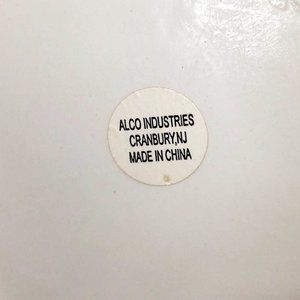 ALCO INDUSTRIES
CRANBURY,NJ
MADE IN CHINA